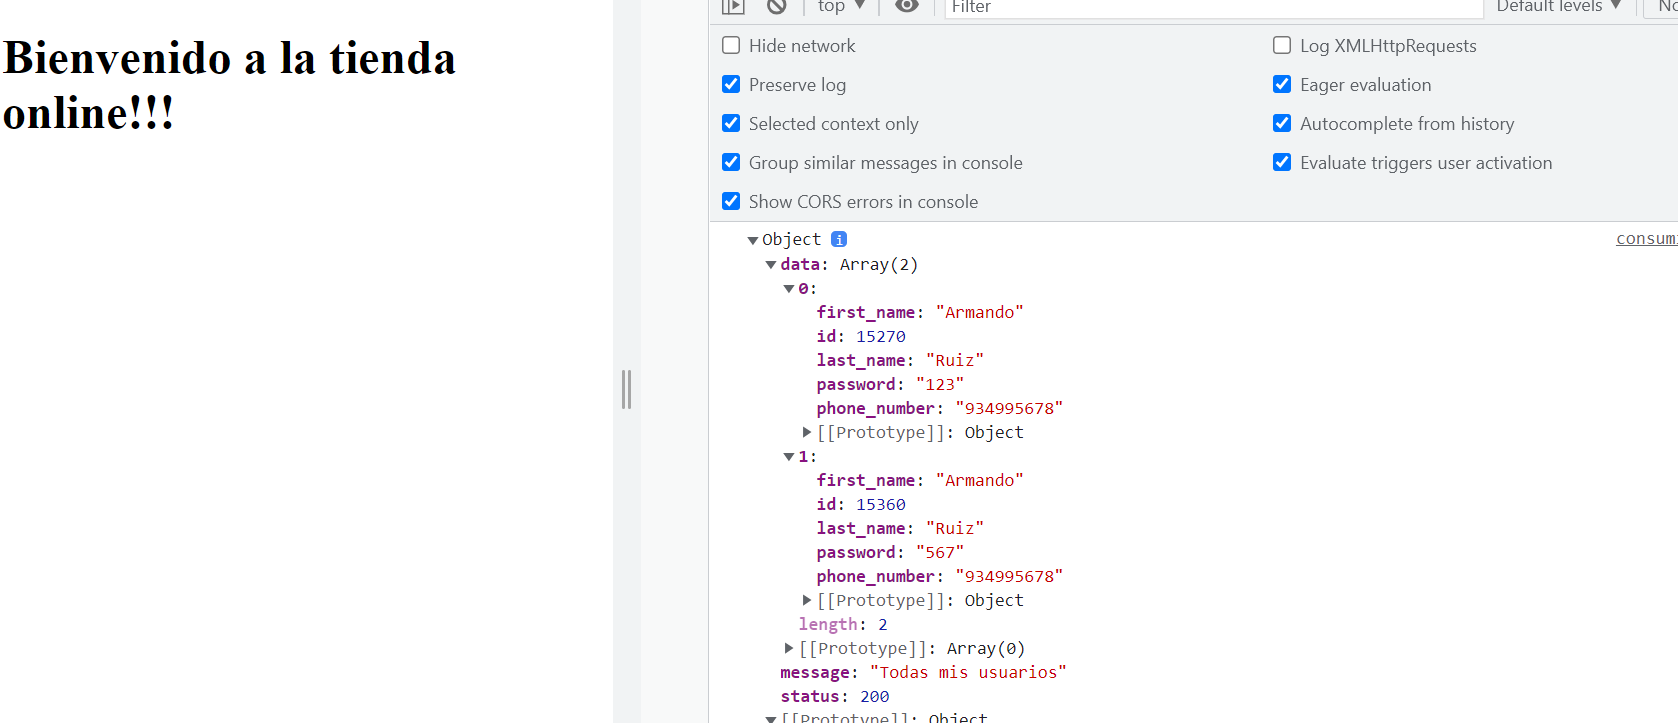 Bienvenido a la tienda
online!!!
top
Filter
Default levels
No
Hide network
Log XMLHttpRequests
Preserve log
Eager evaluation
Selected context only
Autocomplete from history
Group similar messages in console
Evaluate triggers user activation
Show CORS errors in console
Object i
consum
data: Array(2)
0:
first_name: "Armando"
id: 15270
last_name: "Ruiz"
password: "123"
phone_number: "934995678"
[[Prototype]]: Object
1:
first_name: "Armando"
id: 15360
last_name: "Ruiz"
password: "567"
phone_number: "934995678"
[[Prototype]]: Object
length: 2
[[Prototype]]: Array(0)
message: "Todas mis usuarios"
status: 200
[[Prototype]]: Object